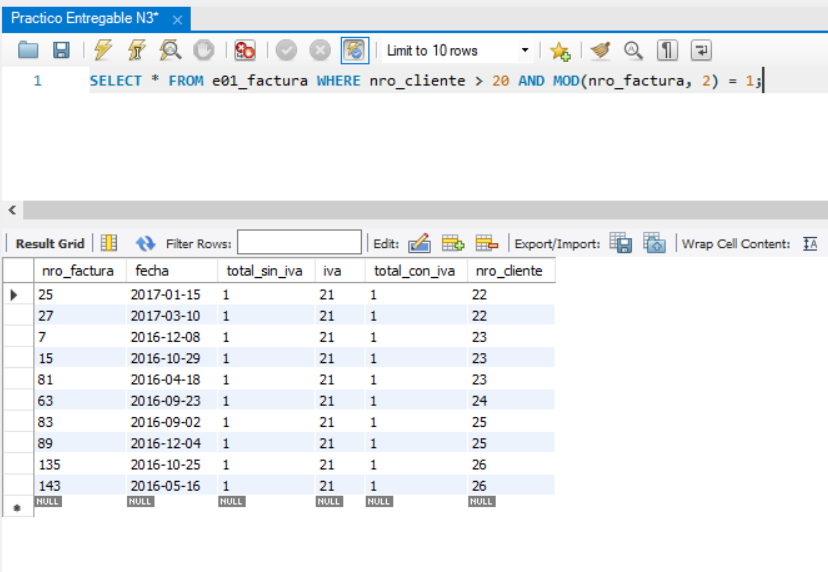 Practico Entregable N3* ×
Limit to 10 rows
1 SELECT * FROM e01_factura WHERE nro_cliente > 20 AND MOD(nro_factura, 2) = 1;
Result Grid Filter Rows: Edit: Export/Import: Wrap Cell Content: IA
nro_factura fecha total_sin_iva iva total_con_iva nro_cliente
25 2017-01-15 1 21 1 22
27 2017-03-10 1 21 1 22
7 2016-12-08 1 21 1 23
15 2016-10-29 1 21 1 23
81 2016-04-18 1 21 1 23
63 2016-09-23 1 21 1 24
83 2016-09-02 1 21 1 25
89 2016-12-04 1 21 1 25
135 2016-10-25 1 21 1 26
143 2016-05-16 1 21 1 26
NULL NULL NULL NULL NULL NULL